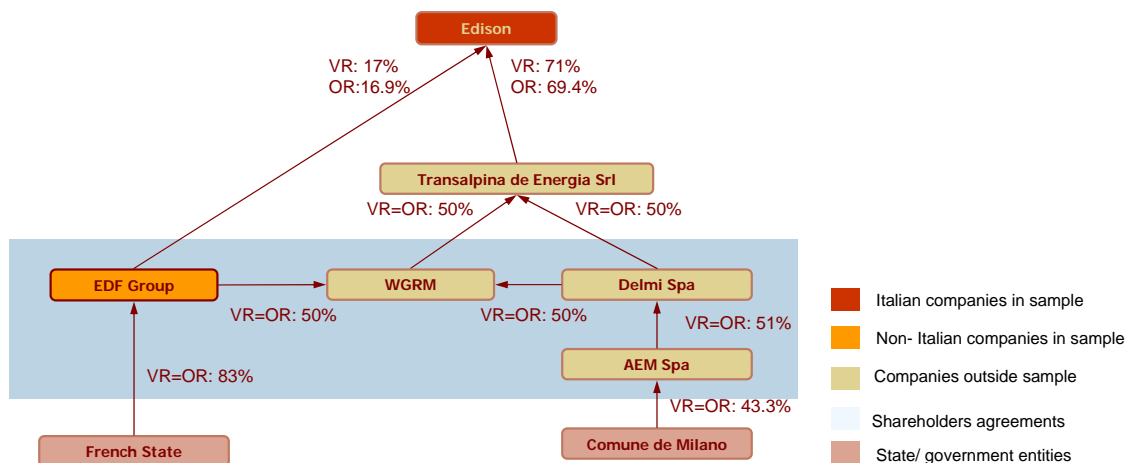 Edison
VR: 17%
OR:16.9%
VR: 71%
OR: 69.4%
Transalpina de Energia Srl
VR=OR: 50%
VR=OR: 50%
EDF Group
WGRM
Delmi Spa
VR=OR: 50%
VR=OR: 50%
VR=OR: 51%
AEM Spa
VR=OR: 83%
VR=OR: 43.3%
French State
Comune de Milano
Italian companies in sample
Non- Italian companies in sample
Companies outside sample
Shareholders agreements
State/ government entities